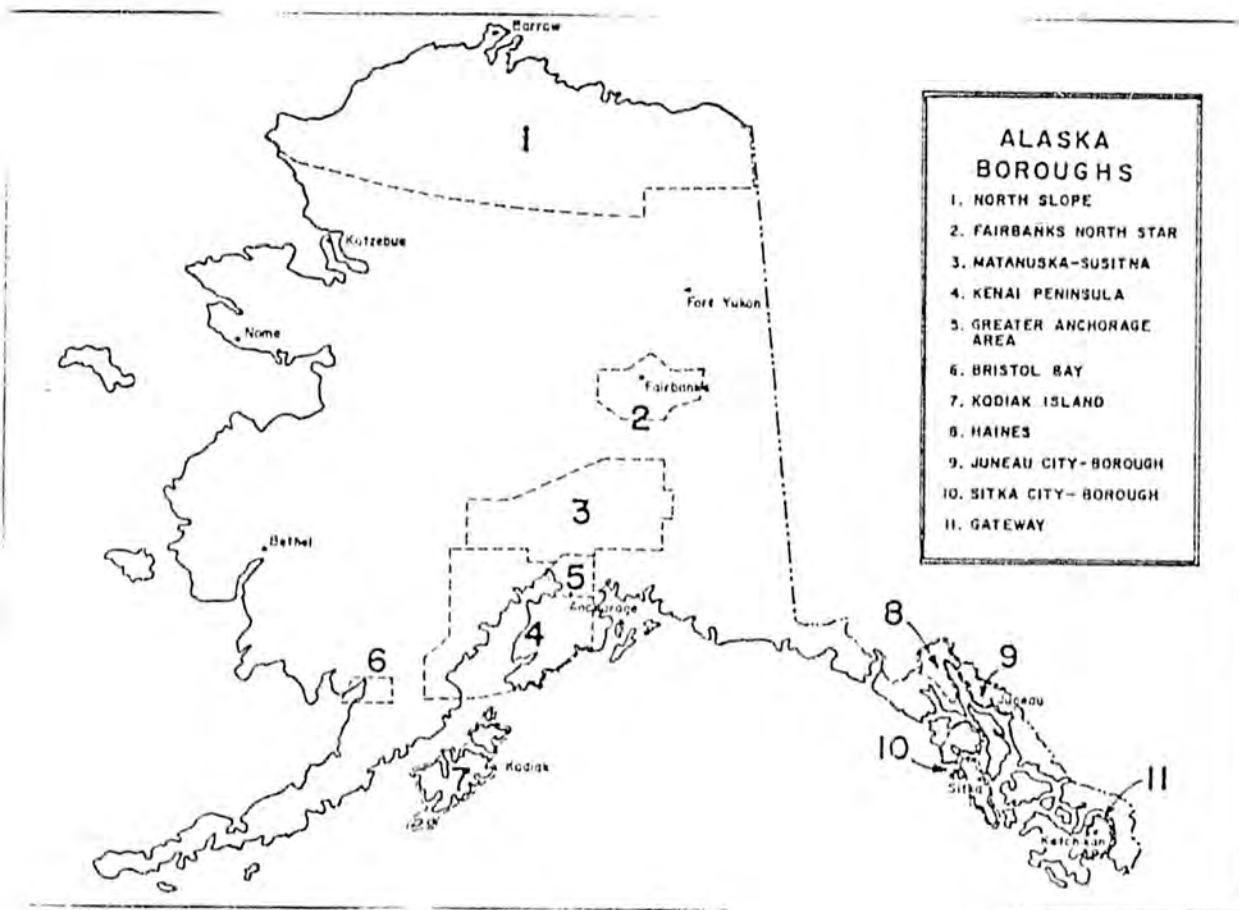 Barrow
1
Kotzebue
Fort Yukon
Nome
Fairbanks
2
3
Bethel
5
Anchorage
4
6
7
Kodiak
8
9
Juneau
10
Sitka
11
Ketchikan
ALASKA
BOROUGHS
1. NORTH SLOPE
2. FAIRBANKS NORTH STAR
3. MATANUSKA-SUSITNA
4. KENAI PENINSULA
5. GREATER ANCHORAGE
AREA
6. BRISTOL BAY
7. KODIAK ISLAND
8. HAINES
9. JUNEAU CITY-BOROUGH
10. SITKA CITY-BOROUGH
11. GATEWAY